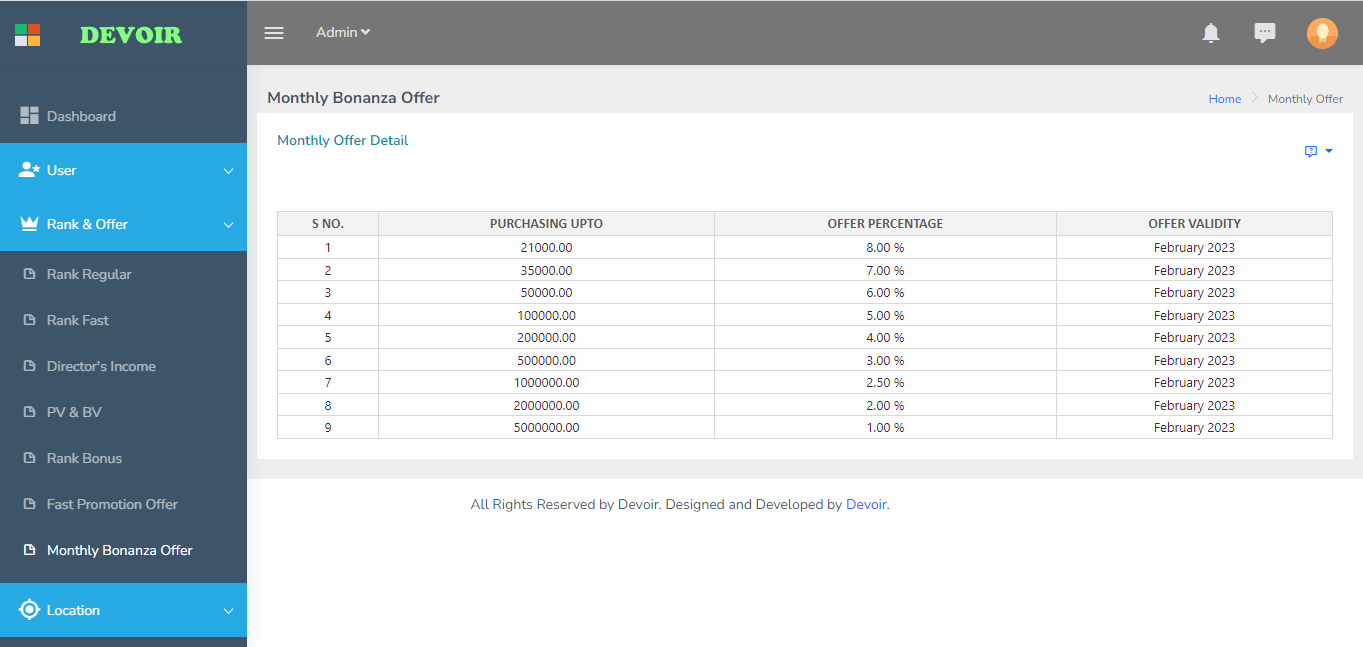 DEVOIR
Admin
Dashboard
User
Rank & Offer
Rank Regular
Rank Fast
Director's Income
PV & BV
Rank Bonus
Fast Promotion Offer
Monthly Bonanza Offer
Location
Monthly Bonanza Offer
Home Monthly Offer
Monthly Offer Detail
S NO. PURCHASING UPTO OFFER PERCENTAGE OFFER VALIDITY
1 21000.00 8.00 % February 2023
2 35000.00 7.00 % February 2023
3 50000.00 6.00 % February 2023
4 100000.00 5.00 % February 2023
5 200000.00 4.00 % February 2023
6 500000.00 3.00 % February 2023
7 1000000.00 2.50 % February 2023
8 2000000.00 2.00 % February 2023
9 5000000.00 1.00 % February 2023
All Rights Reserved by Devoir. Designed and Developed by Devoir.